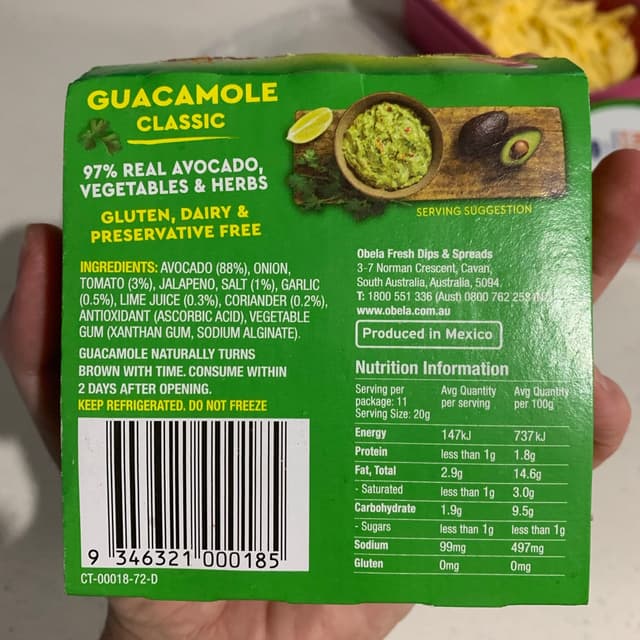 GUACAMOLE
CLASSIC
97% REAL AVOCADO,
VEGETABLES & HERBS
GLUTEN, DAIRY &
PRESERVATIVE FREE
SERVING SUGGESTION
INGREDIENTS: AVOCADO (88%), ONION,
TOMATO (3%), JALAPENO, SALT (1%), GARLIC
(0.5%), LIME JUICE (0.3%), CORIANDER (0.2%),
ANTIOXIDANT (ASCORBIC ACID), VEGETABLE
GUM (XANTHAN GUM, SODIUM ALGINATE).
GUACAMOLE NATURALLY TURNS
BROWN WITH TIME. CONSUME WITHIN
2 DAYS AFTER OPENING.
KEEP REFRIGERATED. DO NOT FREEZE
9 346321 000185
CT-00018-72-D
Obela Fresh Dips & Spreads
3-7 Norman Crescent, Cavan,
South Australia, Australia, 5094.
T: 1800 551 336 (Aust) 0800 762 258
www.obela.com.au
Produced in Mexico
Nutrition Information
Serving per package: 11 Serving Size: 20g Avg Quantity per serving Avg Quantity per 100g
Energy 147kJ 737kJ
Protein less than 1g 1.8g
Fat, Total 2.9g 14.6g
- Saturated less than 1g 3.0g
Carbohydrate 1.9g 9.5g
- Sugars less than 1g less than 1g
Sodium 99mg 497mg
Gluten 0mg 0mg